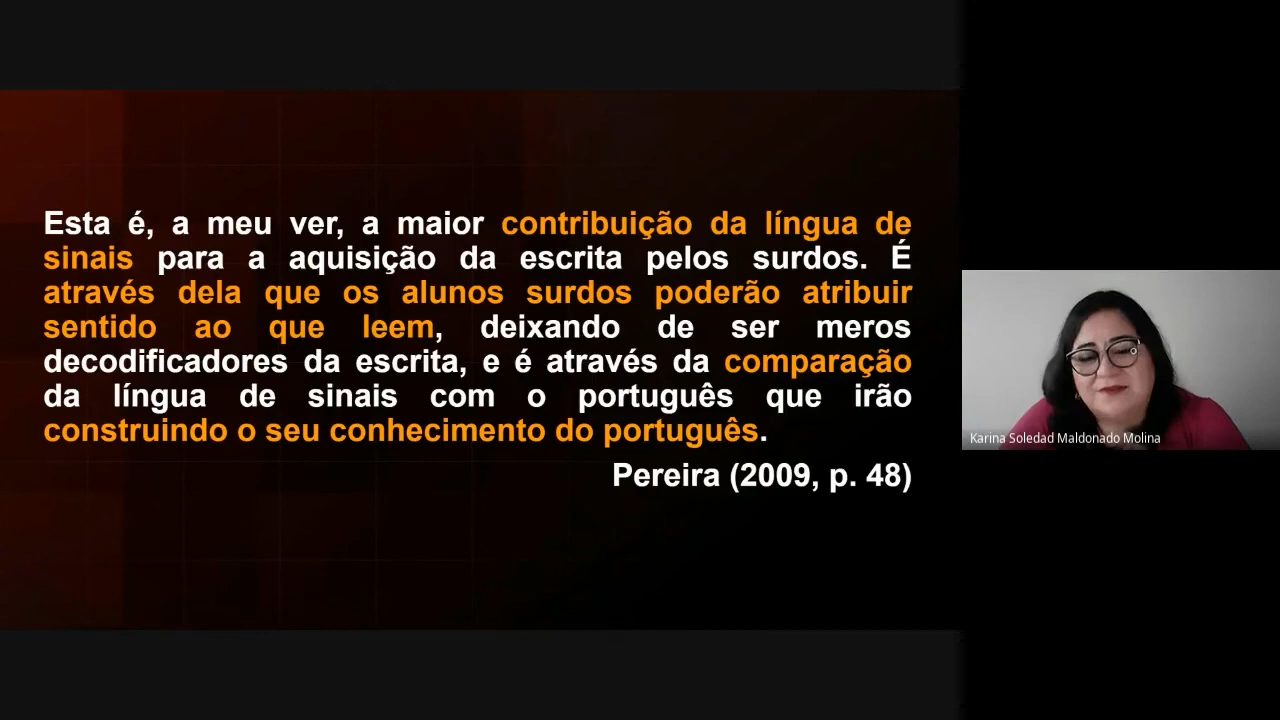 Esta é, a meu ver, a maior contribuição da língua de
sinais para a aquisição da escrita pelos surdos. É
através dela que os alunos surdos poderão atribuir
sentido ao que leem, deixando de ser meros
decodificadores da escrita, e é através da comparação
da língua de sinais com o português que irão
construindo o seu conhecimento do português.
Pereira (2009, p. 48)
Karina Soledad Maldonado Molina